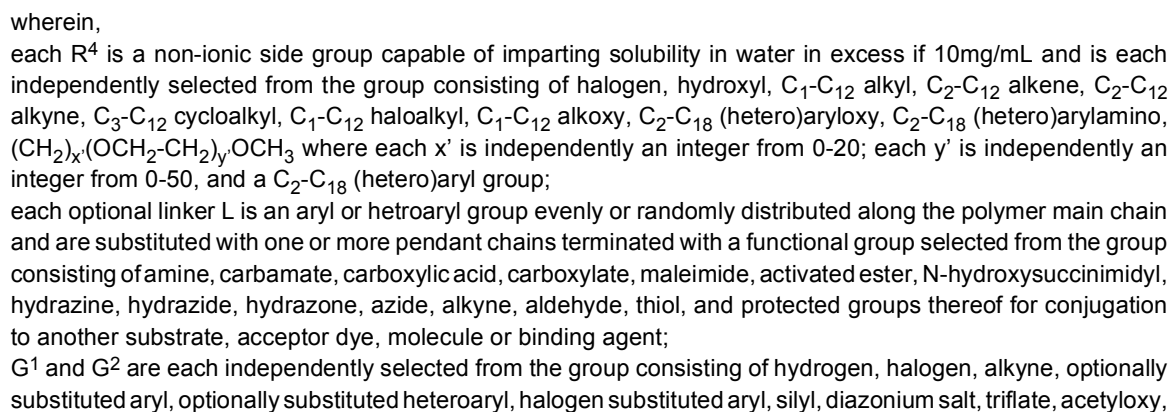 wherein,
each R⁴ is a non-ionic side group capable of imparting solubility in water in excess if 10mg/mL and is each
independently selected from the group consisting of halogen, hydroxyl, C₁-C₁₂ alkyl, C₂-C₁₂ alkene, C₂-C₁₂
alkyne, C₃-C₁₂ cycloalkyl, C₁-C₁₂ haloalkyl, C₁-C₁₂ alkoxy, C₂-C₁₈ (hetero)aryloxy, C₂-C₁₈ (hetero)arylamino,
(CH₂)ₓ'(OCH₂-CH₂)y'OCH₃ where each x' is independently an integer from 0-20; each y' is independently an
integer from 0-50, and a C₂-C₁₈ (hetero)aryl group;
each optional linker L is an aryl or hetroaryl group evenly or randomly distributed along the polymer main chain
and are substituted with one or more pendant chains terminated with a functional group selected from the group
consisting of amine, carbamate, carboxylic acid, carboxylate, maleimide, activated ester, N-hydroxysuccinimidyl,
hydrazine, hydrazide, hydrazone, azide, alkyne, aldehyde, thiol, and protected groups thereof for conjugation
to another substrate, acceptor dye, molecule or binding agent;
G¹ and G² are each independently selected from the group consisting of hydrogen, halogen, alkyne, optionally
substituted aryl, optionally substituted heteroaryl, halogen substituted aryl, silyl, diazonium salt, triflate, acetyloxy,